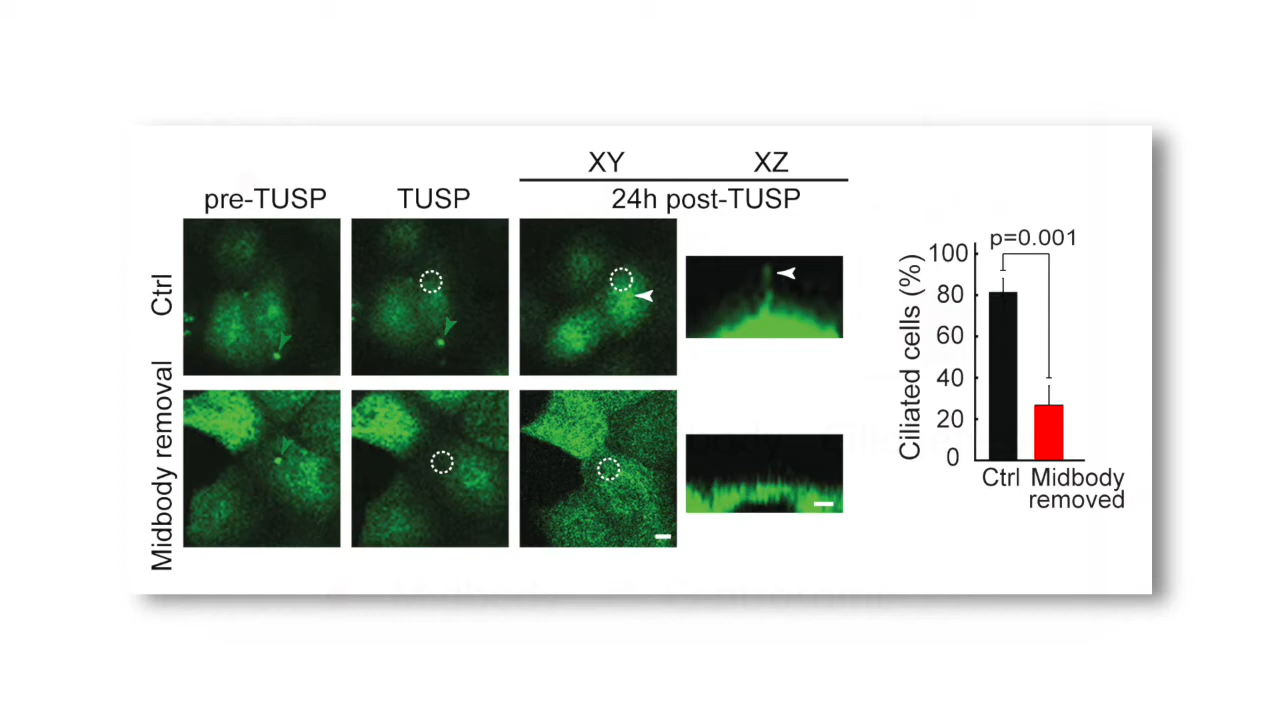 XY XZ
pre-TUSP TUSP 24h post-TUSP
Ctrl
Midbody removal
p=0.001
Ciliated cells (%)
100
80
60
40
20
0
Ctrl Midbody
removed